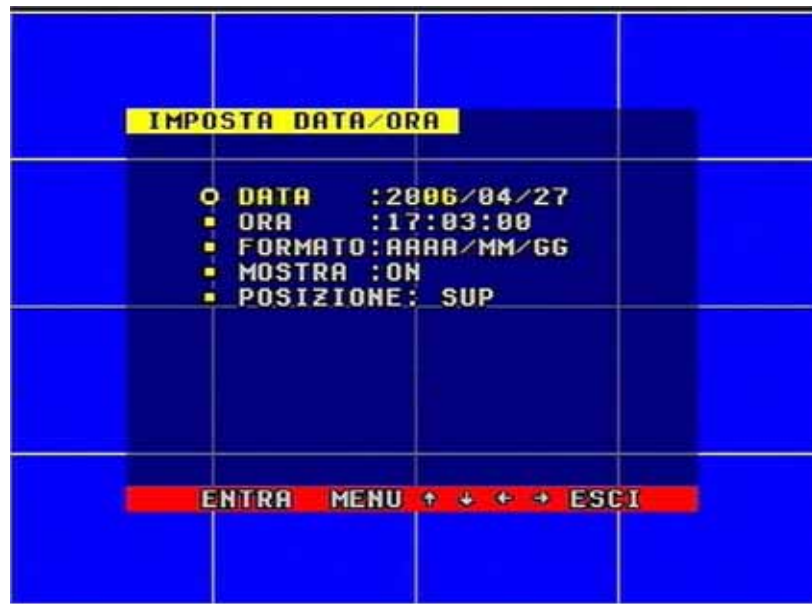 IMPOSTA DATA/ORA
DATA :2006/04/27
ORA :17:03:00
FORMATO:AAAA/MM/GG
MOSTRA :ON
POSIZIONE: SUP
ENTRA MENU ↑ ↓ ← → ESCI